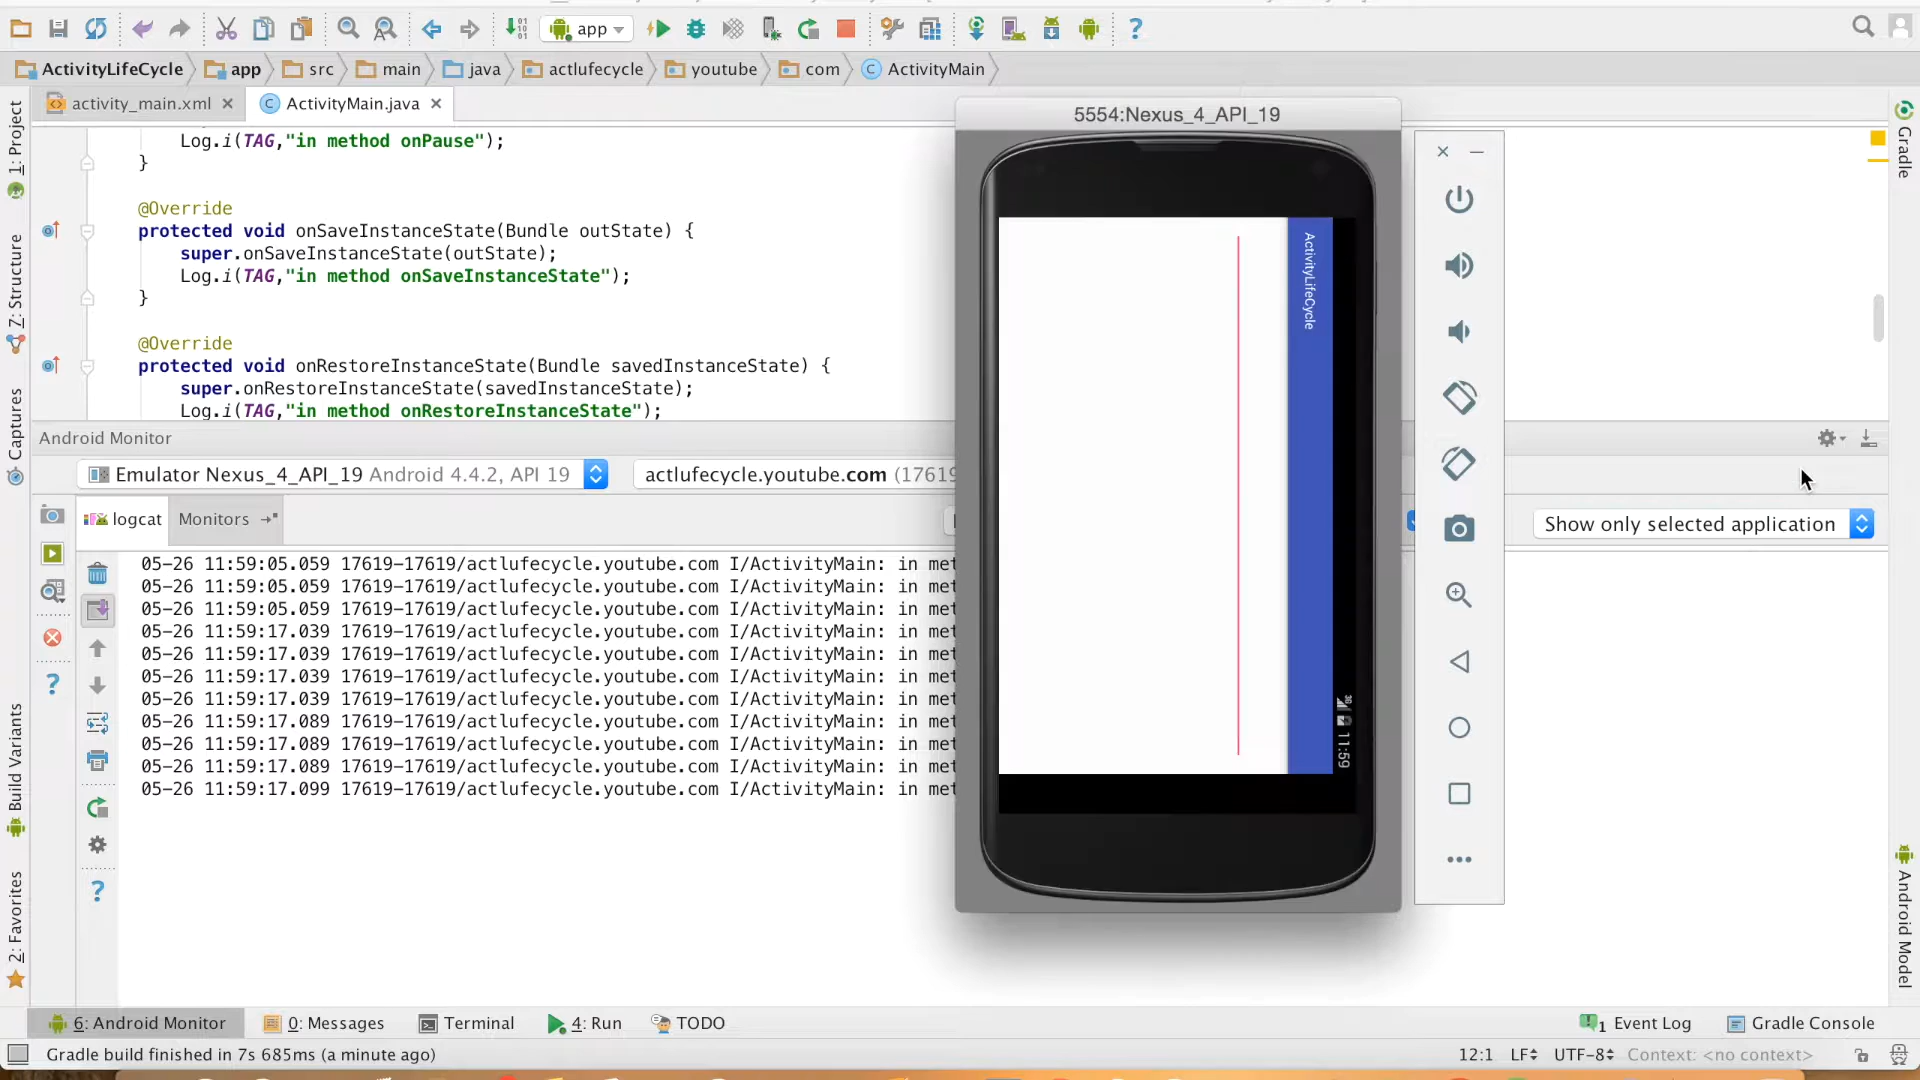 app
ActivityLifeCycle app src main java actlufecycle youtube com ActivityMain
activity_main.xml ActivityMain.java
Log.i(TAG,"in method onPause");
}
@Override
protected void onSaveInstanceState(Bundle outState) {
super.onSaveInstanceState(outState);
Log.i(TAG,"in method onSaveInstanceState");
}
@Override
protected void onRestoreInstanceState(Bundle savedInstanceState) {
super.onRestoreInstanceState(savedInstanceState);
Log.i(TAG,"in method onRestoreInstanceState");
Android Monitor
Emulator Nexus_4_API_19 Android 4.4.2, API 19 actlufecycle.youtube.com (17619
logcat Monitors
Show only selected application
05-26 11:59:05.059 17619-17619/actlufecycle.youtube.com I/ActivityMain: in met
05-26 11:59:05.059 17619-17619/actlufecycle.youtube.com I/ActivityMain: in met
05-26 11:59:05.059 17619-17619/actlufecycle.youtube.com I/ActivityMain: in met
05-26 11:59:17.039 17619-17619/actlufecycle.youtube.com I/ActivityMain: in met
05-26 11:59:17.039 17619-17619/actlufecycle.youtube.com I/ActivityMain: in met
05-26 11:59:17.039 17619-17619/actlufecycle.youtube.com I/ActivityMain: in met
05-26 11:59:17.039 17619-17619/actlufecycle.youtube.com I/ActivityMain: in met
05-26 11:59:17.089 17619-17619/actlufecycle.youtube.com I/ActivityMain: in met
05-26 11:59:17.089 17619-17619/actlufecycle.youtube.com I/ActivityMain: in met
05-26 11:59:17.089 17619-17619/actlufecycle.youtube.com I/ActivityMain: in met
05-26 11:59:17.099 17619-17619/actlufecycle.youtube.com I/ActivityMain: in met
5554:Nexus_4_API_19
ActivityLifeCycle
3G 11:59
1: Project
7: Structure
Captures
Build Variants
2: Favorites
Gradle
Android Model
6: Android Monitor 0: Messages Terminal 4: Run TODO 1 Event Log Gradle Console
Gradle build finished in 7s 685ms (a minute ago) 12:1 LF UTF-8 Context: <no context>